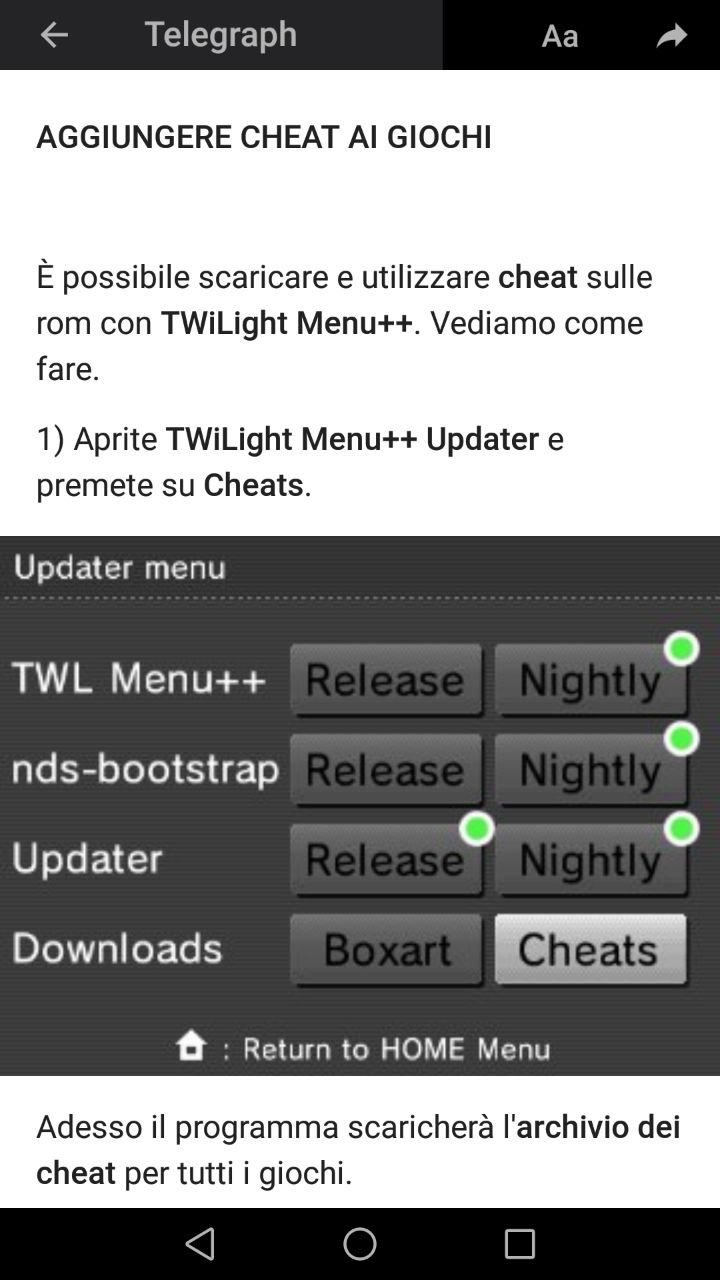 Telegraph Aa
AGGIUNGERE CHEAT AI GIOCHI
È possibile scaricare e utilizzare cheat sulle
rom con TWiLight Menu++. Vediamo come
fare.
1) Aprite TWiLight Menu++ Updater e
premete su Cheats.
Updater menu
TWL Menu++ Release Nightly
nds-bootstrap Release Nightly
Updater Release Nightly
Downloads Boxart Cheats
: Return to HOME Menu
Adesso il programma scaricherà l'archivio dei
cheat per tutti i giochi.